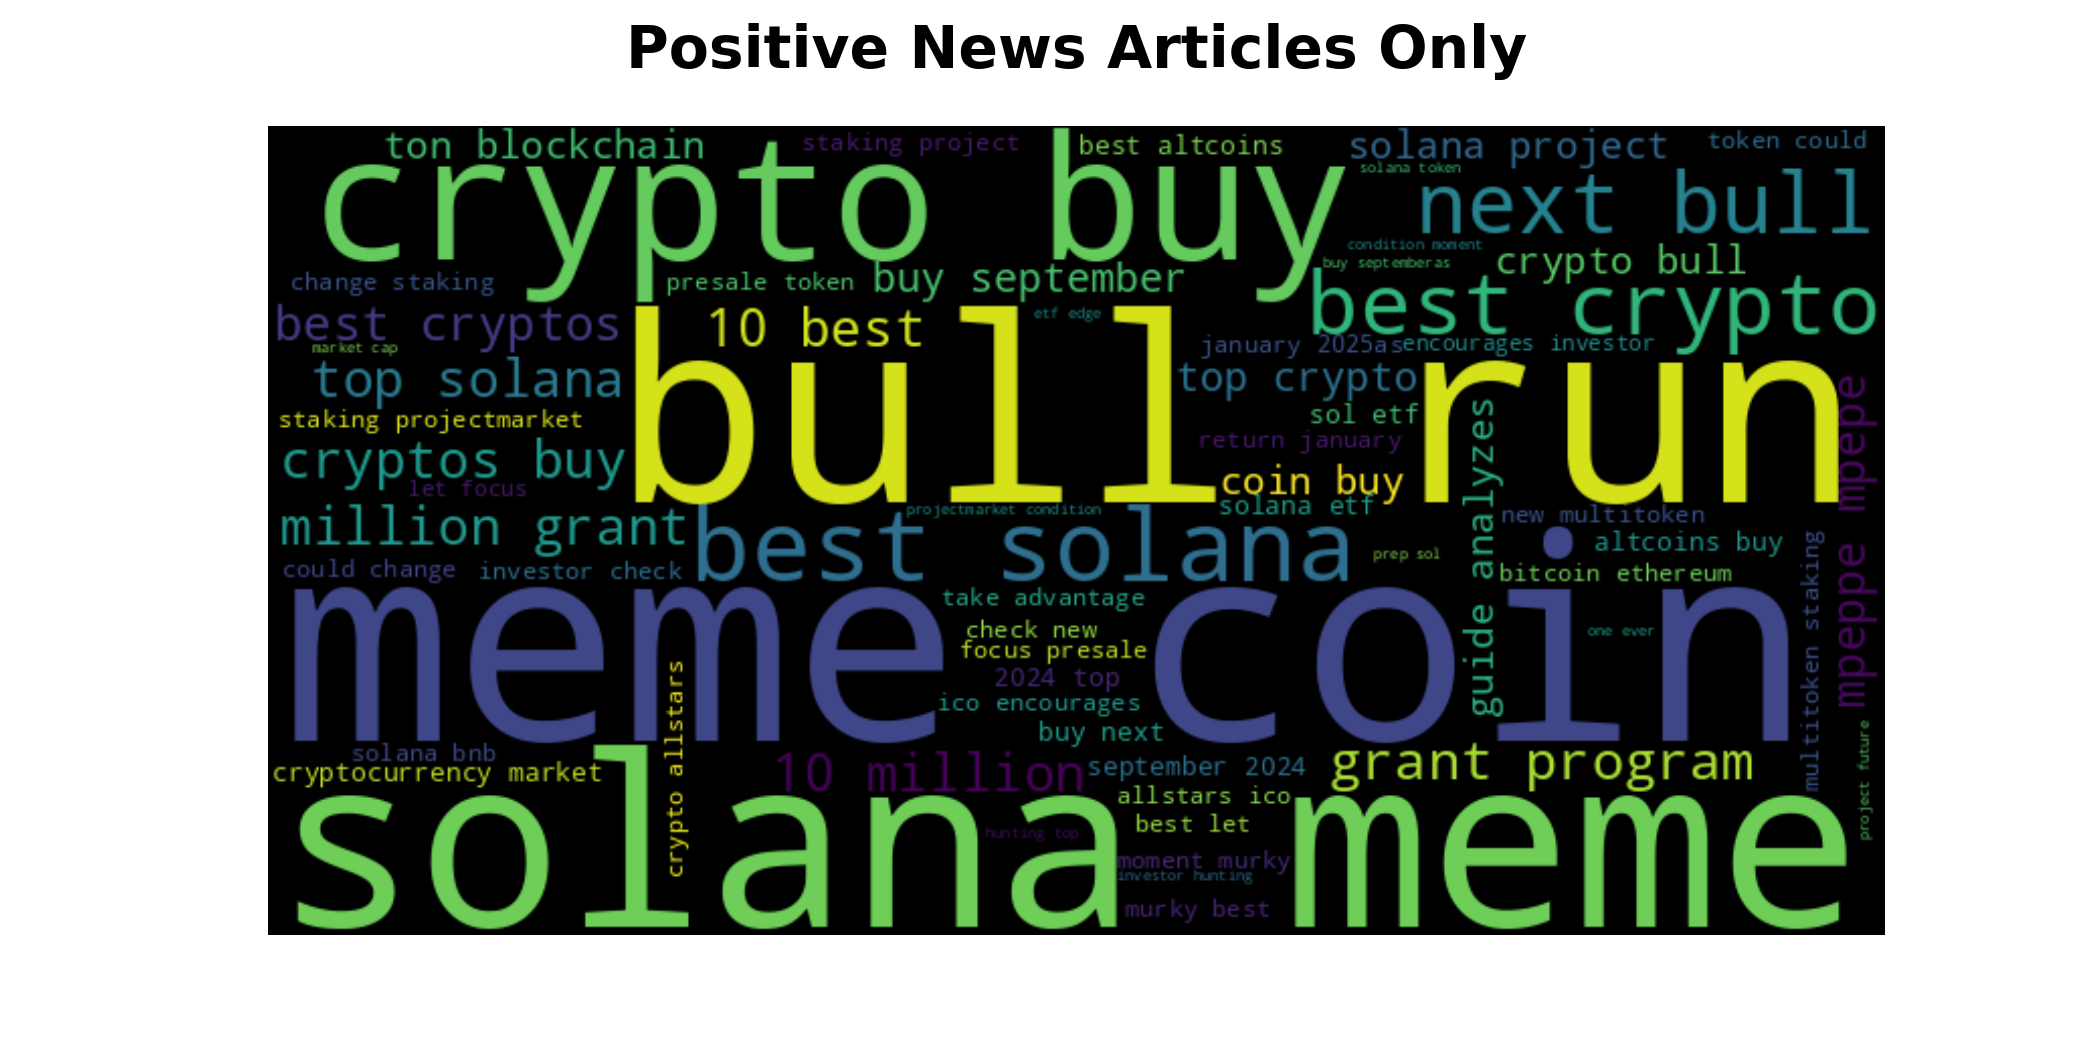 Positive News Articles Only
ton blockchain
staking project
best altcoins
solana project
token could
crypto buy
solana token
next bull
condition moment
buy septemberas
crypto bull
change staking
presale token
buy september
best crypto
best cryptos
10 best
etf edge
january 2025as
encourages investor
market cap
bull run
top solana
top crypto
mpepe mpeppe
staking projectmarket
sol etf
return january
guide analyzes
cryptos buy
let focus
coin buy
solana etf
million grant
projectmarket condition
new multitoken
best solana
altcoins buy
prep sol
could change
investor check
bitcoin ethereum
multitoken staking
meme coin
take advantage
check new
one ever
focus presale
2024 top
ico encourages
crypto allstars
buy next
solana bnb
cryptocurrency market
10 million
september 2024
grant program
project future
allstars ico
solana meme
best let
hunting top
moment murky
investor hunting
murky best